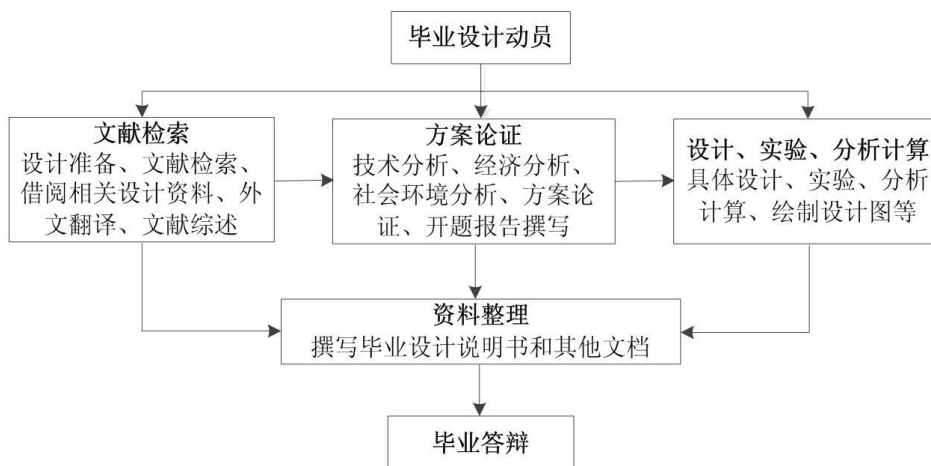 毕业设计动员
文献检索
设计准备、文献检索、
借阅相关设计资料、外
文翻译、文献综述
方案论证
技术分析、经济分析、
社会环境分析、方案论
证、开题报告撰写
设计、实验、分析计算
具体设计、实验、分析
计算、绘制设计图等
资料整理
撰写毕业设计说明书和其他文档
毕业答辩